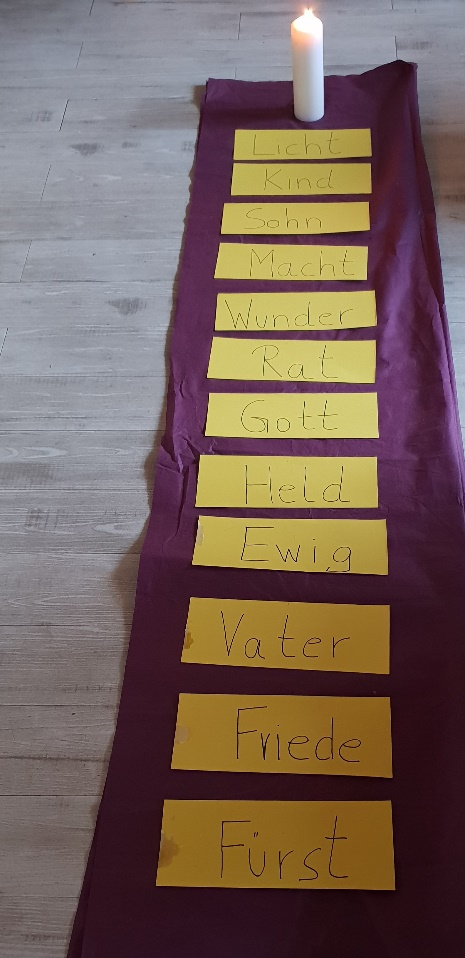 Licht
Kind
Sohn
Macht
Wunder
Rat
Gott
Held
Ewig
Vater
Friede
Fürst